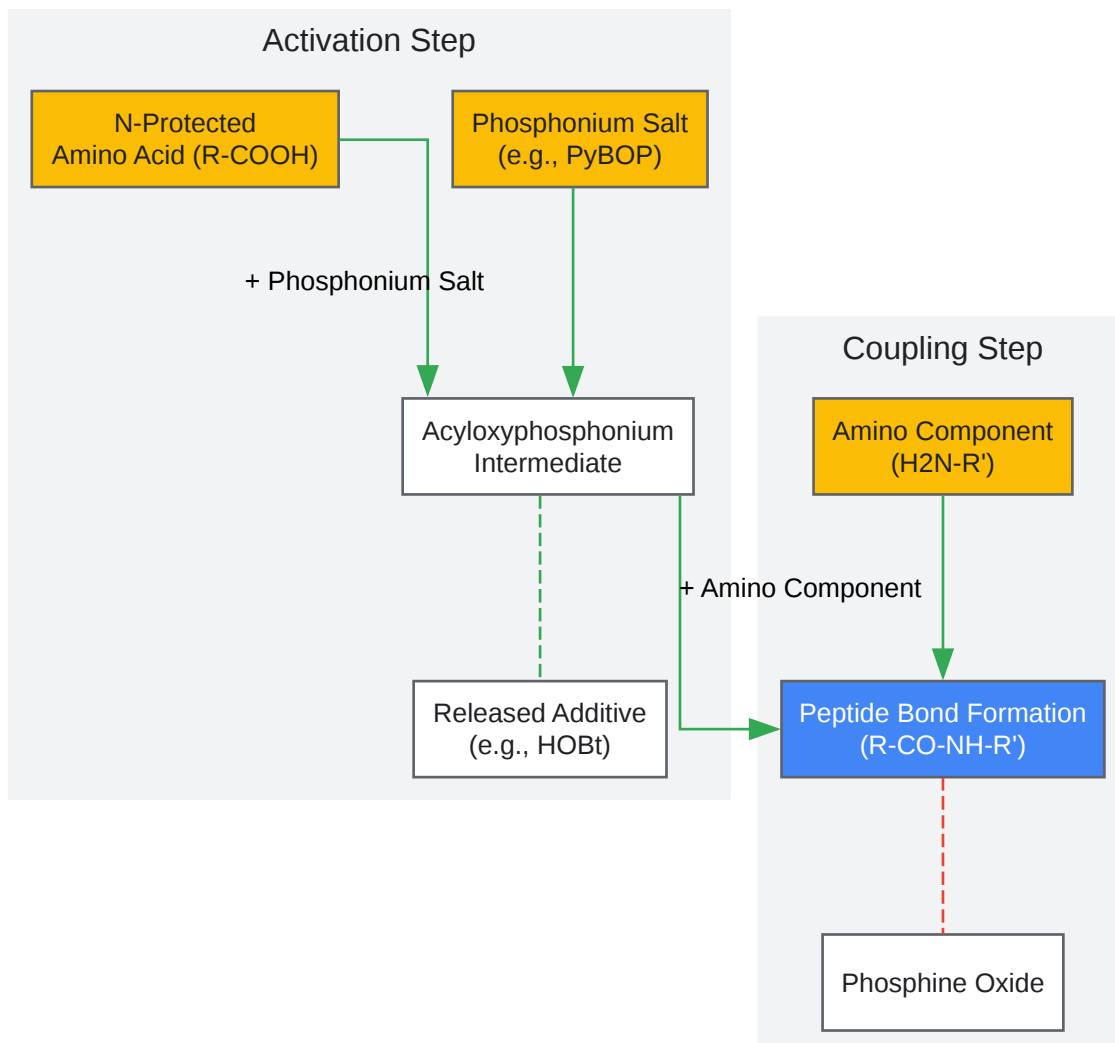 Activation Step
N-Protected
Amino Acid (R-COOH)
Phosphonium Salt
(e.g., PyBOP)
+ Phosphonium Salt
Coupling Step
Acyloxyphosphonium
Intermediate
Amino Component
(H2N-R')
+ Amino Component
Released Additive
(e.g., HOBt)
Peptide Bond Formation
(R-CO-NH-R')
Phosphine Oxide